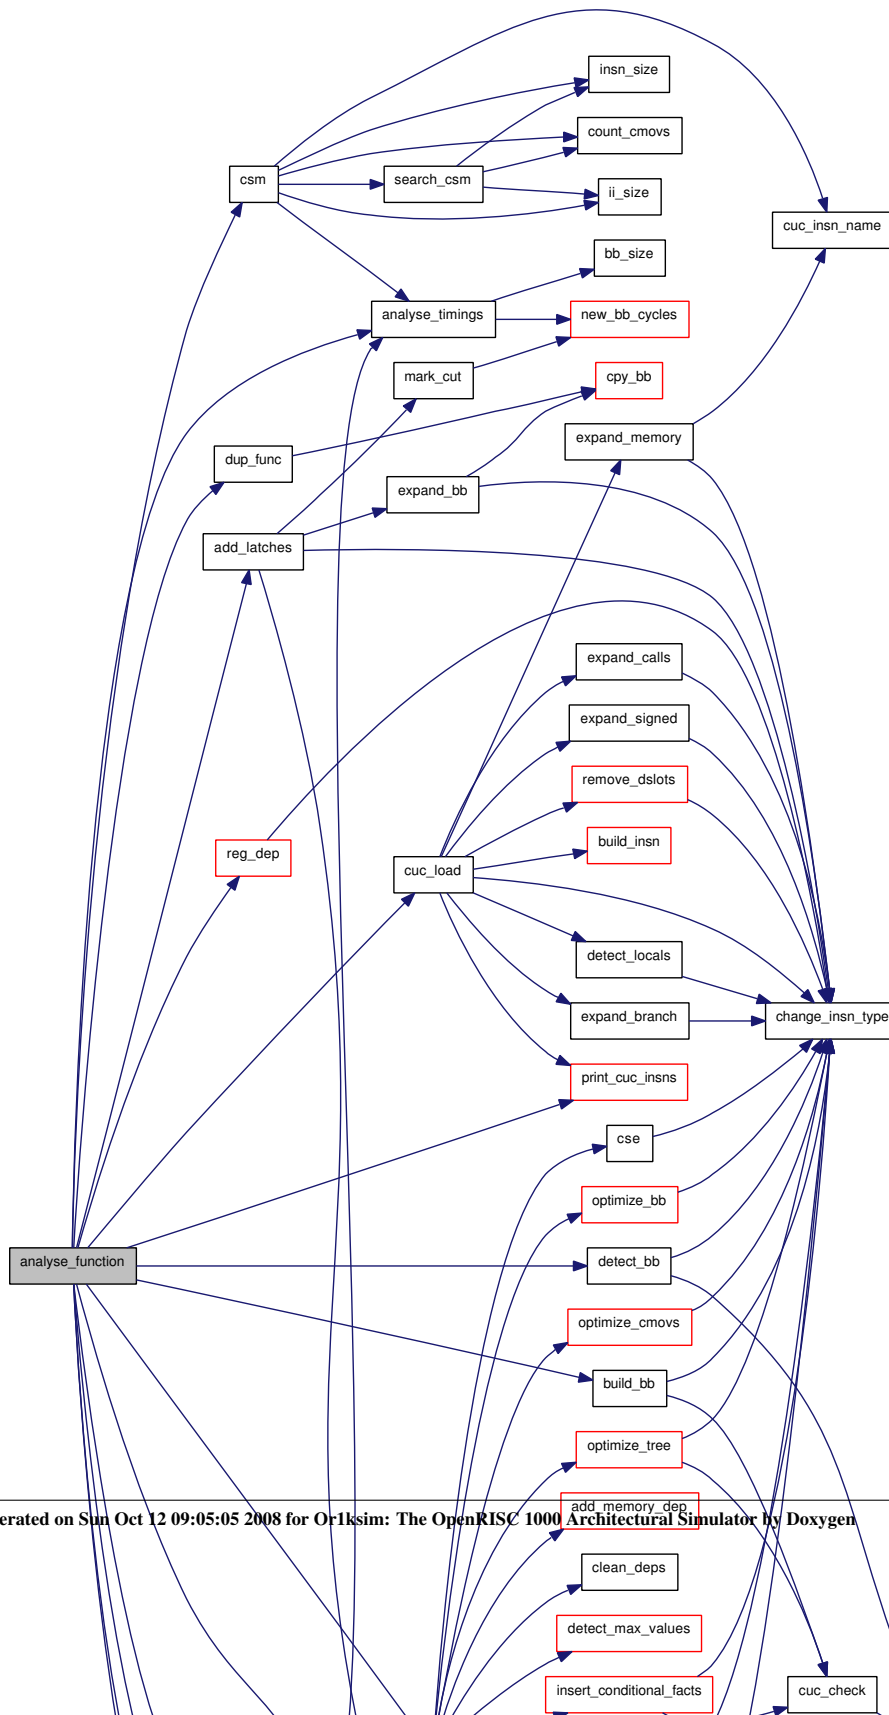 insn_size
count_cmovs
csm
search_csm
ii_size
cuc_insn_name
bb_size
analyse_timings
new_bb_cycles
mark_cut
cpy_bb
expand_memory
dup_func
expand_bb
add_latches
expand_calls
expand_signed
remove_dslots
build_insn
reg_dep
cuc_load
detect_locals
expand_branch
change_insn_type
print_cuc_insns
cse
optimize_bb
analyse_function
detect_bb
optimize_cmovs
build_bb
optimize_tree
add_memory_dep
erated on Sun Oct 12 09:05:05 2008 for Or1ksim: The OpenRISC 1000 Architectural Simulator by Doxygen
clean_deps
detect_max_values
insert_conditional_facts
cuc_check